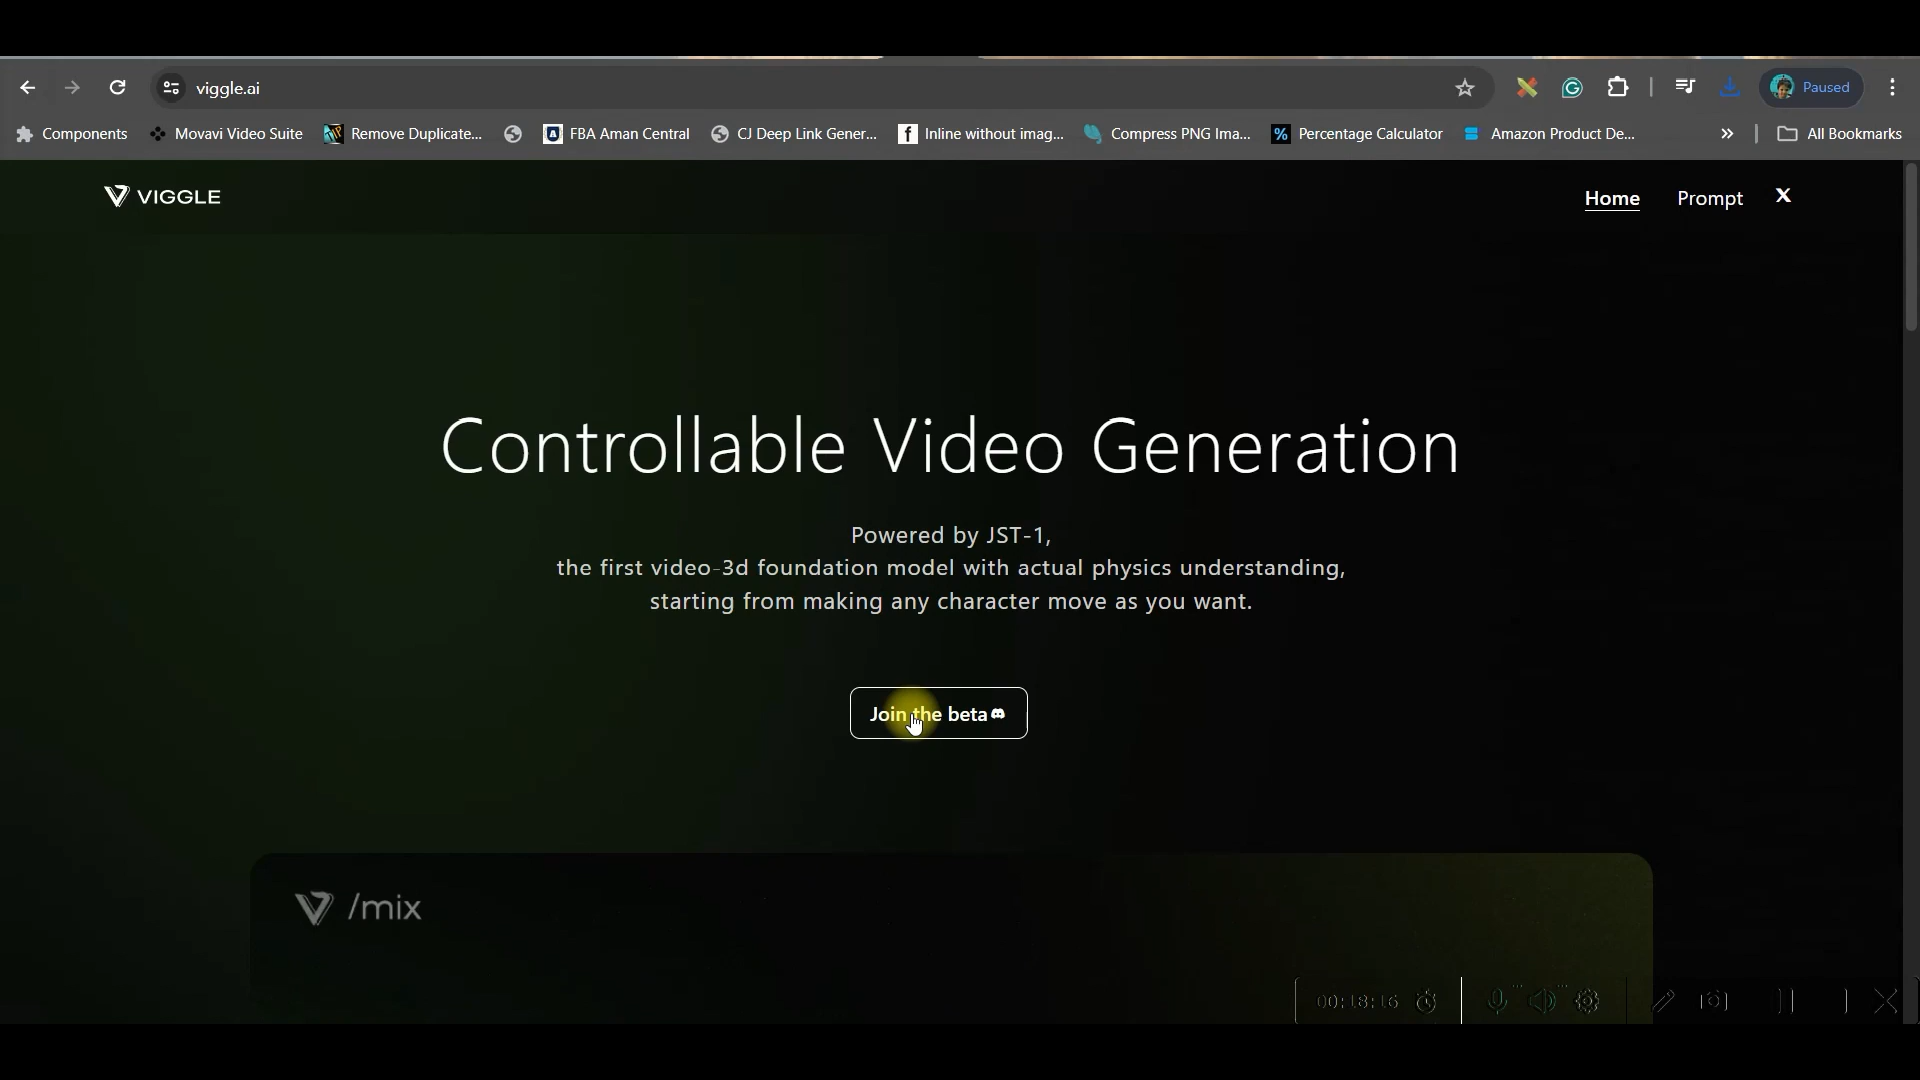 viggle.ai
Paused
Components
Movavi Video Suite
Remove Duplicate...
FBA Aman Central
CJ Deep Link Gener...
Inline without imag...
Compress PNG Ima...
Percentage Calculator
Amazon Product De...
All Bookmarks
VIGGLE
Home
Prompt
X
Controllable Video Generation
Powered by JST-1,
the first video-3d foundation model with actual physics understanding,
starting from making any character move as you want.
Join the beta
/mix
00:18:16